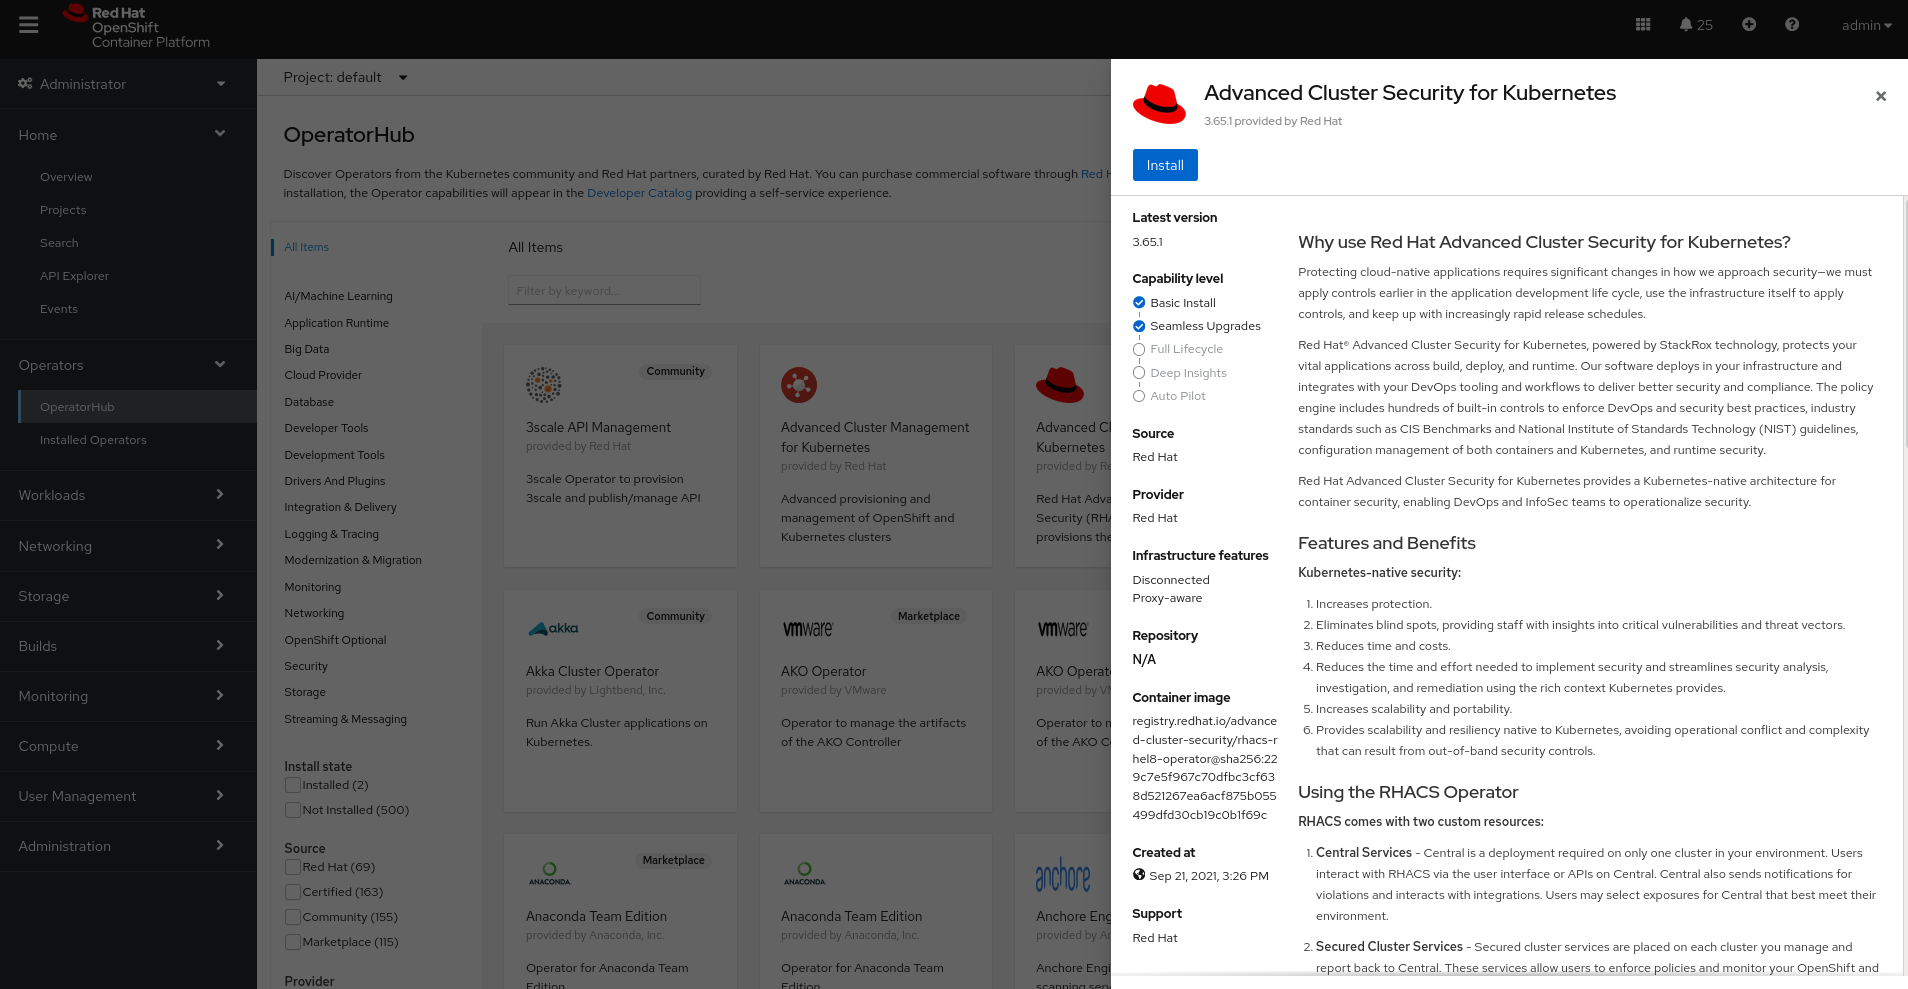 Red Hat
OpenShift
Container Platform
25
admin
Administrator
Home
Overview
Projects
Search
API Explorer
Events
Operators
OperatorHub
Installed Operators
Workloads
Networking
Storage
Builds
Monitoring
Compute
User Management
Administration
Project: default
OperatorHub
Discover Operators from the Kubernetes community and Red Hat partners, curated by Red Hat. You can purchase commercial software through Red H
installation, the Operator capabilities will appear in the Developer Catalog providing a self-service experience.
All Items
AI/Machine Learning
Application Runtime
Big Data
Cloud Provider
Database
Developer Tools
Development Tools
Drivers And Plugins
Integration & Delivery
Logging & Tracing
Modernization & Migration
Monitoring
Networking
OpenShift Optional
Security
Storage
Streaming & Messaging
Install state
Installed (2)
Not Installed (500)
Source
Red Hat (69)
Certified (163)
Community (155)
Marketplace (115)
Provider
All Items
Filter by keyword...
Community
3scale API Management
provided by Red Hat
3scale Operator to provision
3scale and publish/manage API
Advanced Cluster Management
for Kubernetes
provided by Red Hat
Advanced provisioning and
management of OpenShift and
Kubernetes clusters
Advanced Cl
Kubernetes
provided by Re
Red Hat Adva
Security (RHA
provisions the
akka
Community
Akka Cluster Operator
provided by Lightbend, Inc.
Run Akka Cluster applications on
Kubernetes.
vmware
Marketplace
AKO Operator
provided by VMware
Operator to manage the artifacts
of the AKO Controller
vmware
AKO Operat
provided by VM
Operator to m
of the AKO C
ANACONDA.
Marketplace
Anaconda Team Edition
provided by Anaconda, Inc.
Operator for Anaconda Team
Edition
ANACONDA.
Anaconda Team Edition
provided by Anaconda, Inc.
Operator for Anaconda Team
Edition
anchore
Anchore Eng
provided by An
Anchore Engi
scanning serv
Advanced Cluster Security for Kubernetes
3.65.1 provided by Red Hat
Install
Latest version
3.65.1
Capability level
Basic Install
Seamless Upgrades
Full Lifecycle
Deep Insights
Auto Pilot
Source
Red Hat
Provider
Red Hat
Infrastructure features
Disconnected
Proxy-aware
Repository
N/A
Container image
registry.redhat.io/advance
d-cluster-security/rhacs-r
hel8-operator@sha256:22
9c7e5f967c70dfbc3cf63
8d521267ea6acf875b055
499dfd30cb19c0b1f69c
Created at
Sep 21, 2021, 3:26 PM
Support
Red Hat
Why use Red Hat Advanced Cluster Security for Kubernetes?
Protecting cloud-native applications requires significant changes in how we approach security—we must
apply controls earlier in the application development life cycle, use the infrastructure itself to apply
controls, and keep up with increasingly rapid release schedules.
Red Hat® Advanced Cluster Security for Kubernetes, powered by StackRox technology, protects your
vital applications across build, deploy, and runtime. Our software deploys in your infrastructure and
integrates with your DevOps tooling and workflows to deliver better security and compliance. The policy
engine includes hundreds of built-in controls to enforce DevOps and security best practices, industry
standards such as CIS Benchmarks and National Institute of Standards Technology (NIST) guidelines,
configuration management of both containers and Kubernetes, and runtime security.
Red Hat Advanced Cluster Security for Kubernetes provides a Kubernetes-native architecture for
container security, enabling DevOps and InfoSec teams to operationalize security.
Features and Benefits
Kubernetes-native security:
1. Increases protection.
2. Eliminates blind spots, providing staff with insights into critical vulnerabilities and threat vectors.
3. Reduces time and costs.
4. Reduces the time and effort needed to implement security and streamlines security analysis,
investigation, and remediation using the rich context Kubernetes provides.
5. Increases scalability and portability.
6. Provides scalability and resiliency native to Kubernetes, avoiding operational conflict and complexity
that can result from out-of-band security controls.
Using the RHACS Operator
RHACS comes with two custom resources:
1. Central Services - Central is a deployment required on only one cluster in your environment. Users
interact with RHACS via the user interface or APIs on Central. Central also sends notifications for
violations and interacts with integrations. Users may select exposures for Central that best meet their
environment.
2. Secured Cluster Services - Secured cluster services are placed on each cluster you manage and
report back to Central. These services allow users to enforce policies and monitor your OpenShift and